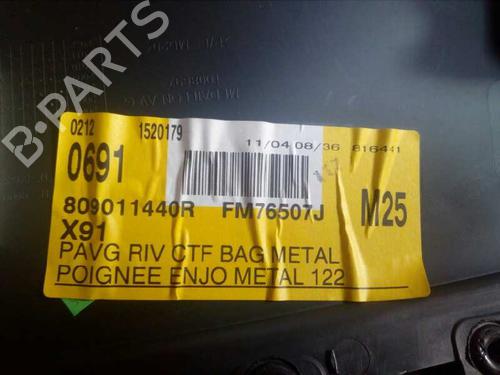 B-PARTS
0212 1520179 11/04 08/36 816441
0691
809011440R FM76507J M25
X91
PAVG RIV CTF BAG METAL
POIGNEE ENJO METAL 122